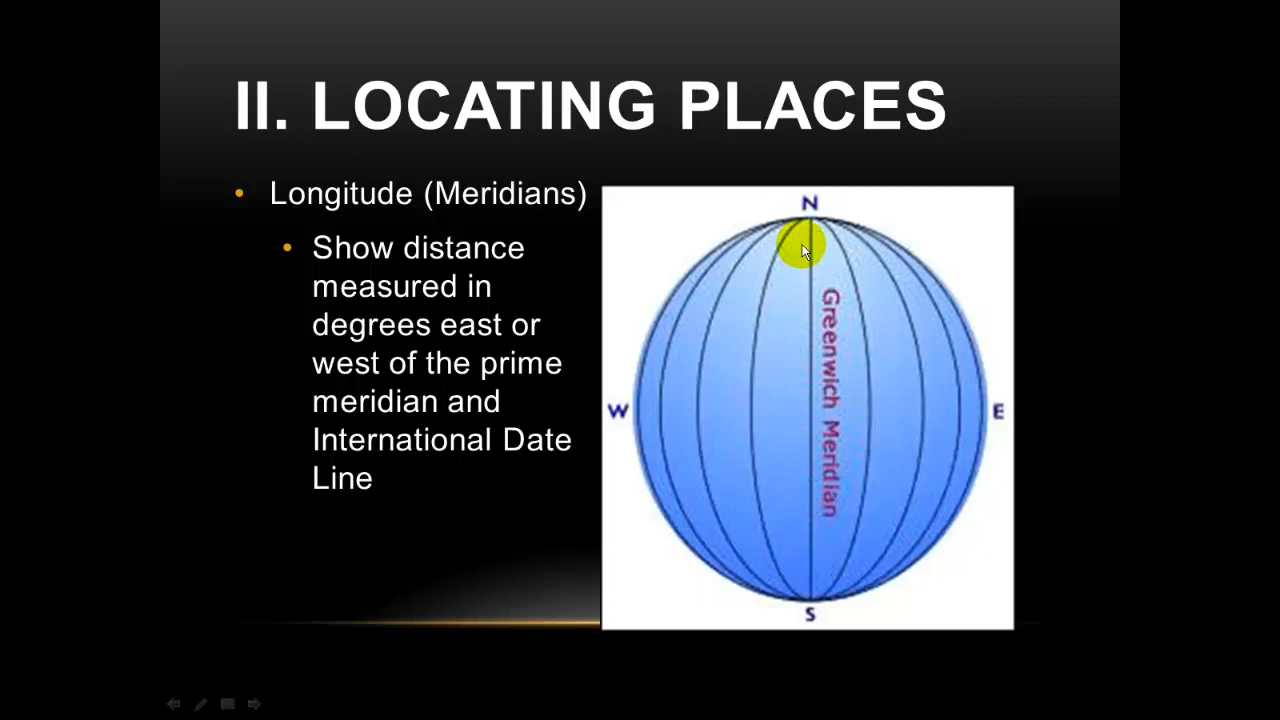 II. LOCATING PLACES
• Longitude (Meridians)
• Show distance
measured in
degrees east or
west of the prime
meridian and
International Date
Line
N
Greenwich Meridian
W
E
S